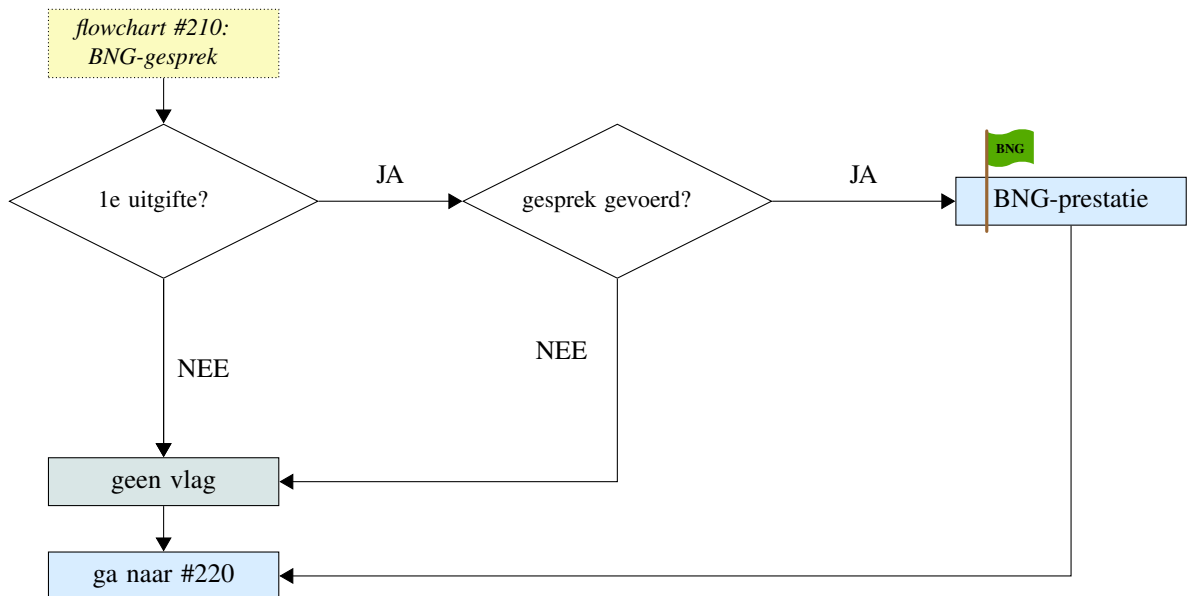 flowchart #210:
BNG-gesprek
1e uitgifte?
JA
gesprek gevoerd?
JA
BNG
BNG-prestatie
NEE
NEE
geen vlag
ga naar #220